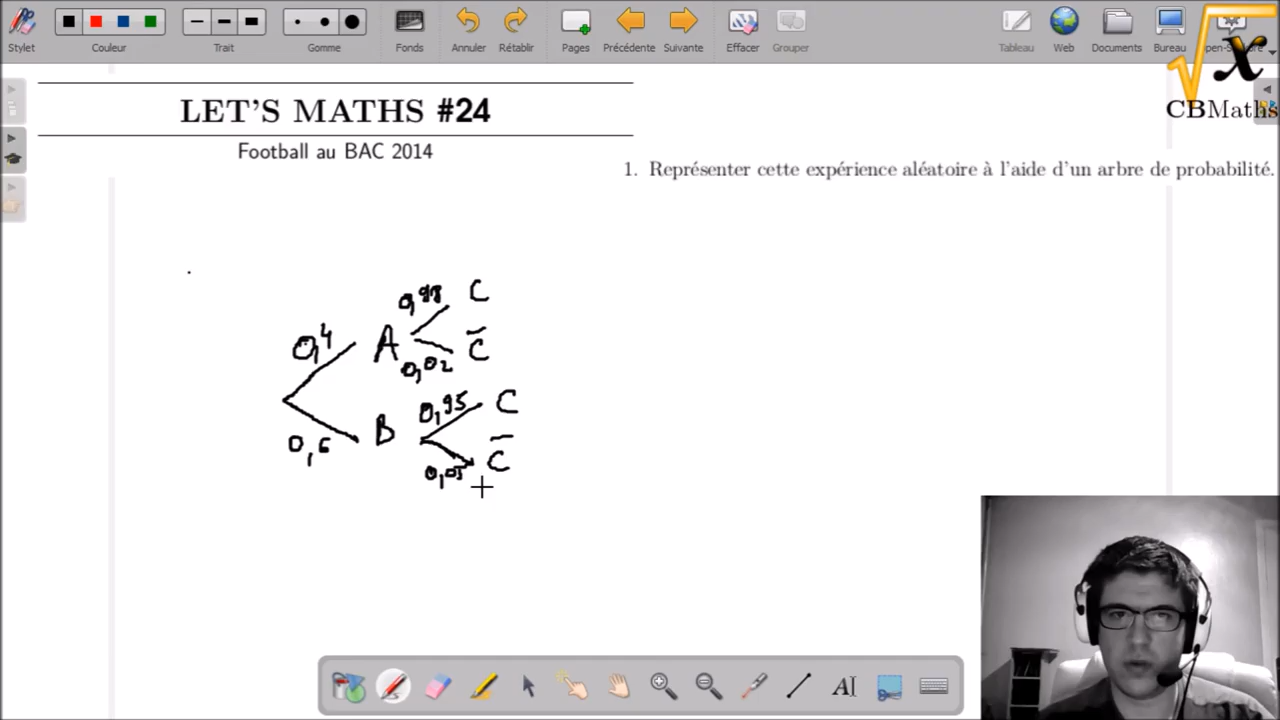 Stylet Couleur Trait Gomme Fonds Annuler Rétablir Pages Précédente Suivante Effacer Grouper Tableau Web Documents Bureau
CBMaths
LET'S MATHS #24
Football au BAC 2014
1. Représenter cette expérience aléatoire à l'aide d'un arbre de probabilité.
0,98 C
0,4 A
0,02 C̄
0,95 C
0,6 B
0,05 C̄